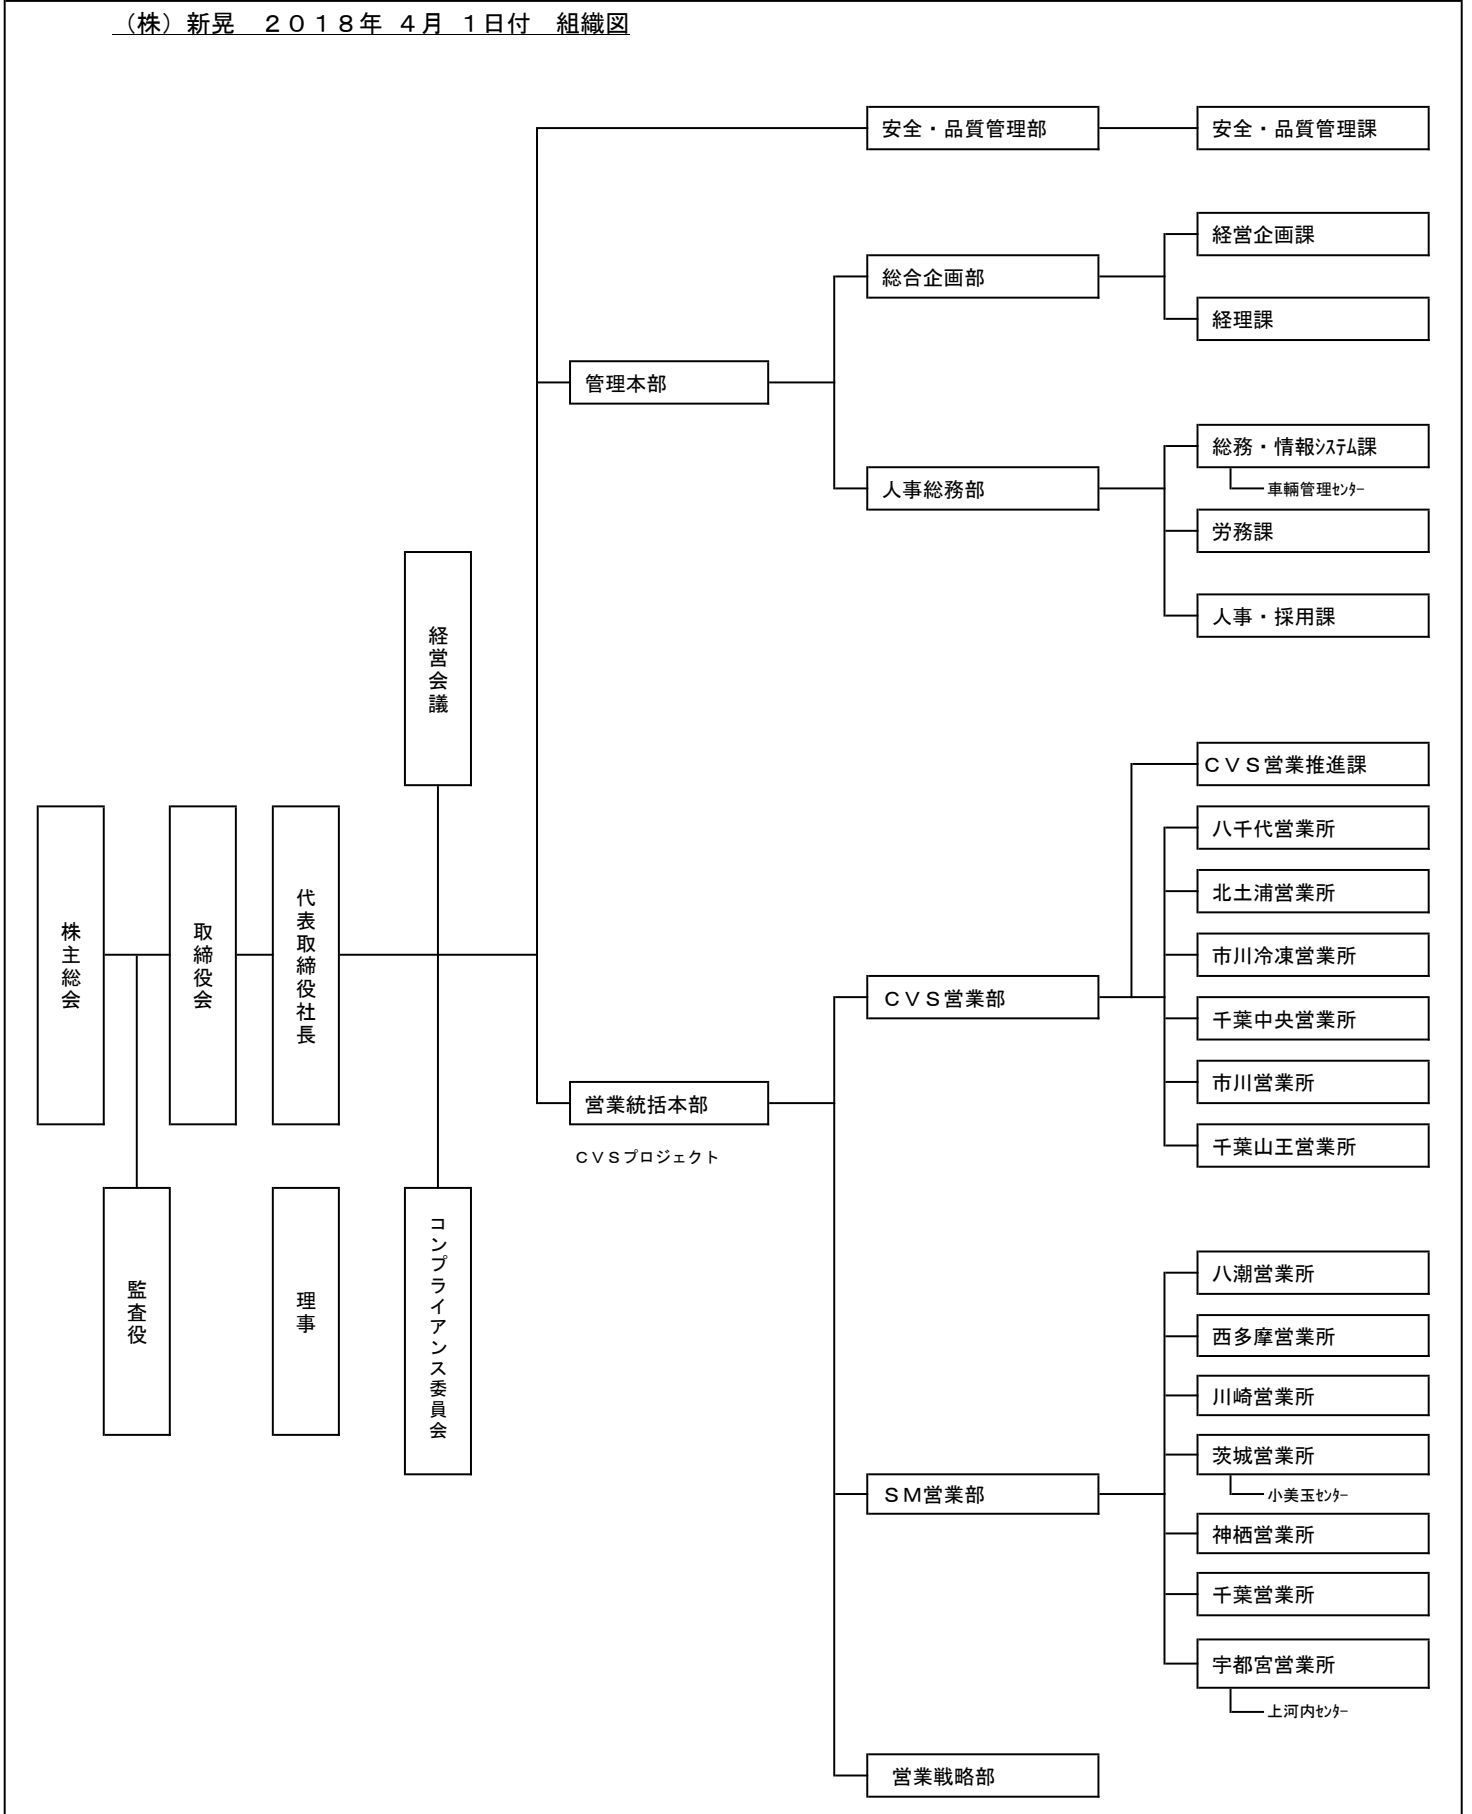 （株）新晃　２０１８年 ４月 １日付　組織図
安全・品質管理部
安全・品質管理課
経営企画課
総合企画部
経理課
管理本部
総務・情報ｼｽﾃﾑ課
人事総務部
車輛管理ｾﾝﾀｰ
労務課
人事・採用課
経営会議
株主総会
取締役会
代表取締役社長
監査役
理事
コンプライアンス委員会
営業統括本部
ＣＶＳプロジェクト
ＣＶＳ営業部
ＣＶＳ営業推進課
八千代営業所
北土浦営業所
市川冷凍営業所
千葉中央営業所
市川営業所
千葉山王営業所
ＳＭ営業部
八潮営業所
西多摩営業所
川崎営業所
茨城営業所
小美玉ｾﾝﾀｰ
神栖営業所
千葉営業所
宇都宮営業所
上河内ｾﾝﾀｰ
営業戦略部